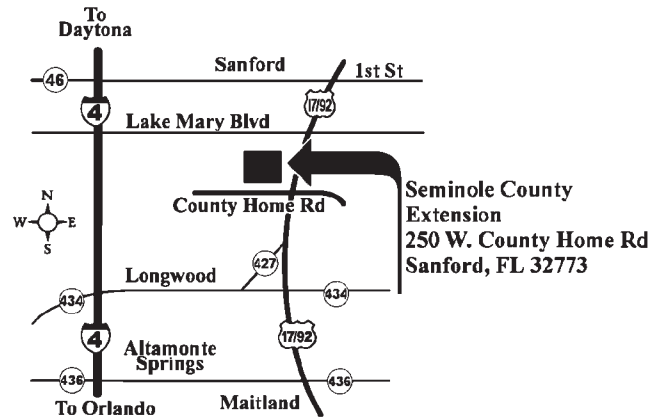 To
Daytona
Sanford
1st St
46
4
17/92
Lake Mary Blvd
County Home Rd
Seminole County
Extension
250 W. County Home Rd
Sanford, FL 32773
N
W
E
S
427
Longwood
434
434
4
17/92
Altamonte
Springs
436
436
To Orlando
Maitland